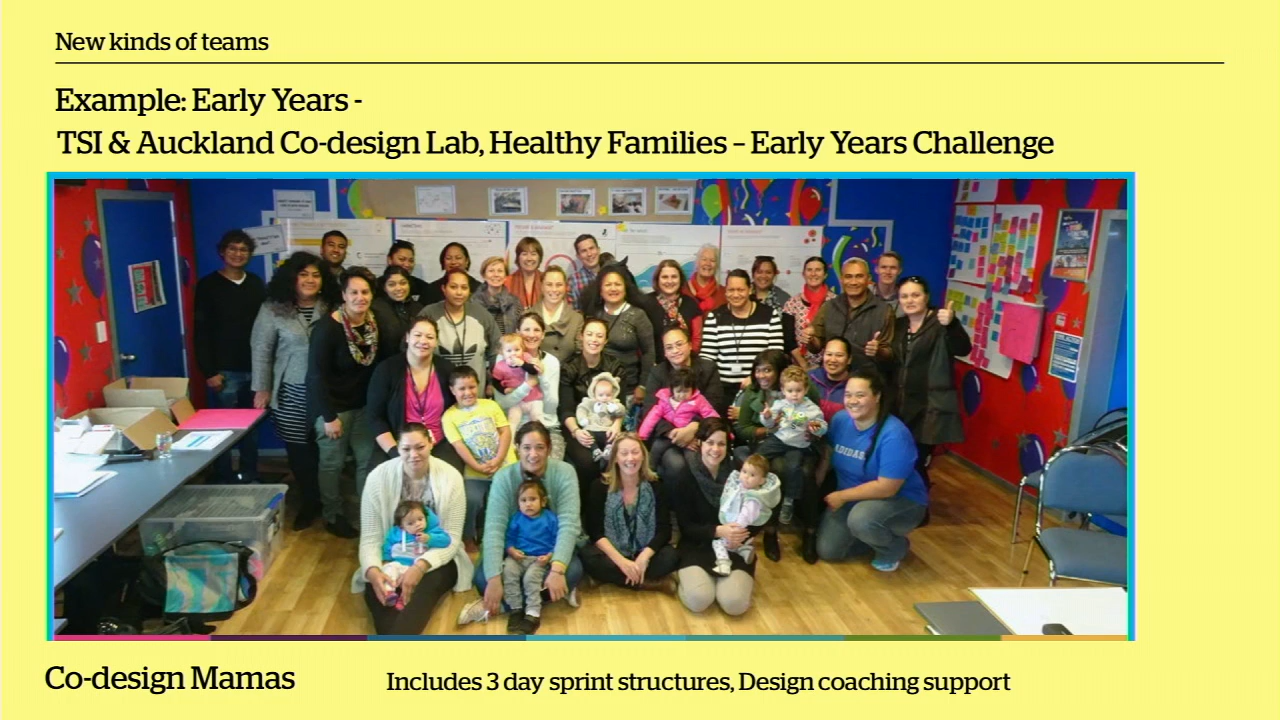 New kinds of teams
Example: Early Years -
TSI & Auckland Co-design Lab, Healthy Families – Early Years Challenge
ADIDAS
Co-design Mamas
Includes 3 day sprint structures, Design coaching support